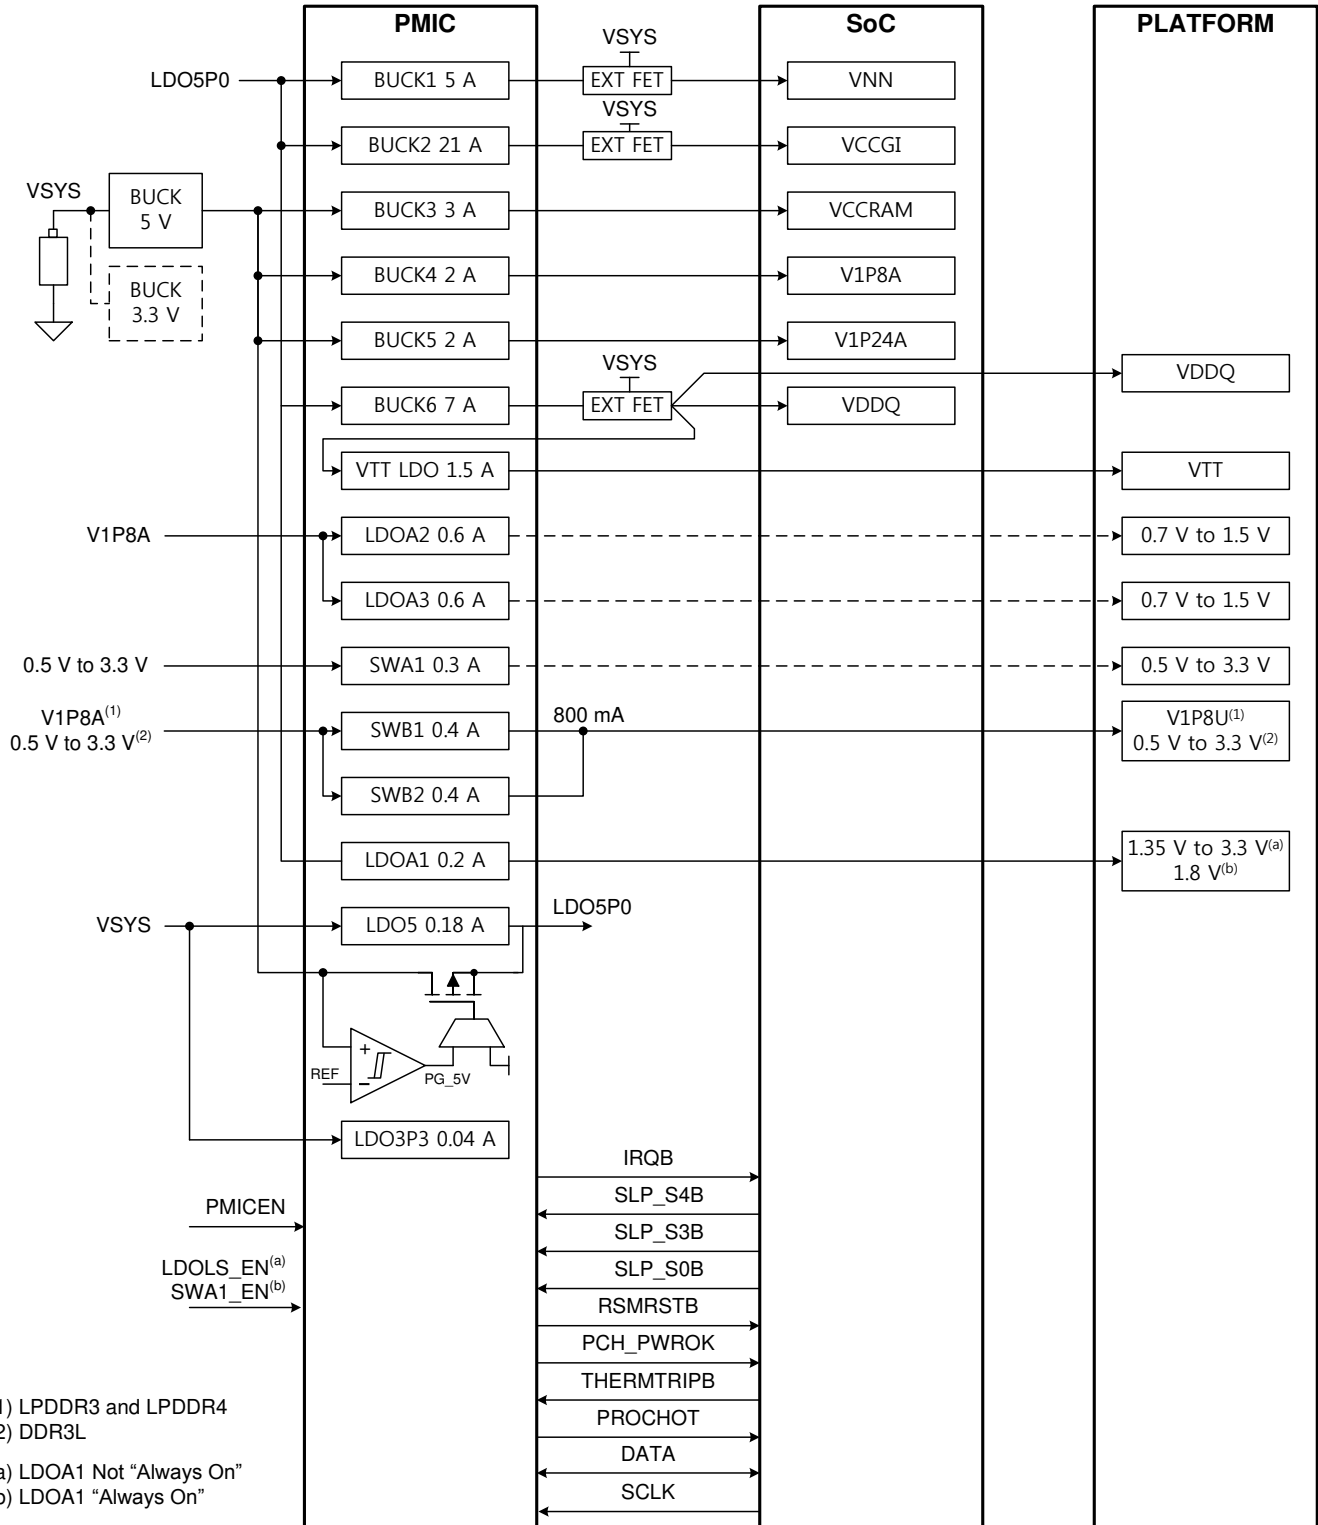 PMIC SoC PLATFORM
VSYS
LDO5P0 BUCK1 5 A EXT FET VNN
VSYS
BUCK2 21 A EXT FET VCCGI
VSYS BUCK
5 V
BUCK3 3 A VCCRAM
BUCK
3.3 V
BUCK4 2 A V1P8A
BUCK5 2 A V1P24A
VSYS
VDDQ
BUCK6 7 A EXT FET VDDQ
VTT LDO 1.5 A VTT
V1P8A LDOA2 0.6 A 0.7 V to 1.5 V
LDOA3 0.6 A 0.7 V to 1.5 V
0.5 V to 3.3 V SWA1 0.3 A 0.5 V to 3.3 V
V1P8A(1)
0.5 V to 3.3 V(2)
SWB1 0.4 A 800 mA
V1P8U(1)
0.5 V to 3.3 V(2)
SWB2 0.4 A
LDOA1 0.2 A
1.35 V to 3.3 V(a)
1.8 V(b)
VSYS LDO5 0.18 A LDO5P0
+
REF − PG_5V
LDO3P3 0.04 A
IRQB
PMICEN
SLP_S4B
SLP_S3B
LDOLS_EN(a)
SWA1_EN(b)
SLP_S0B
RSMRSTB
PCH_PWROK
THERMTRIPB
PROCHOT
DATA
SCLK
1) LPDDR3 and LPDDR4
2) DDR3L
a) LDOA1 Not “Always On”
b) LDOA1 “Always On”